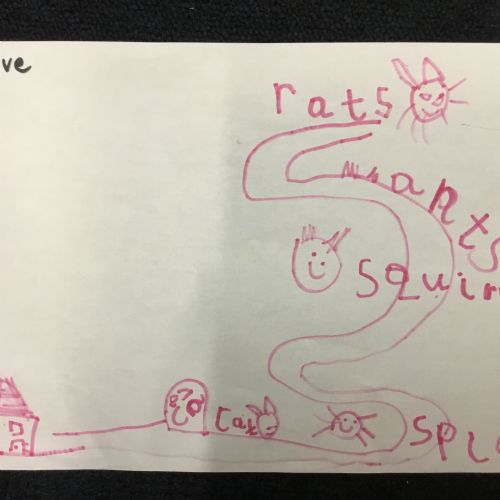 ve
rats
ants
squir
cat
spi